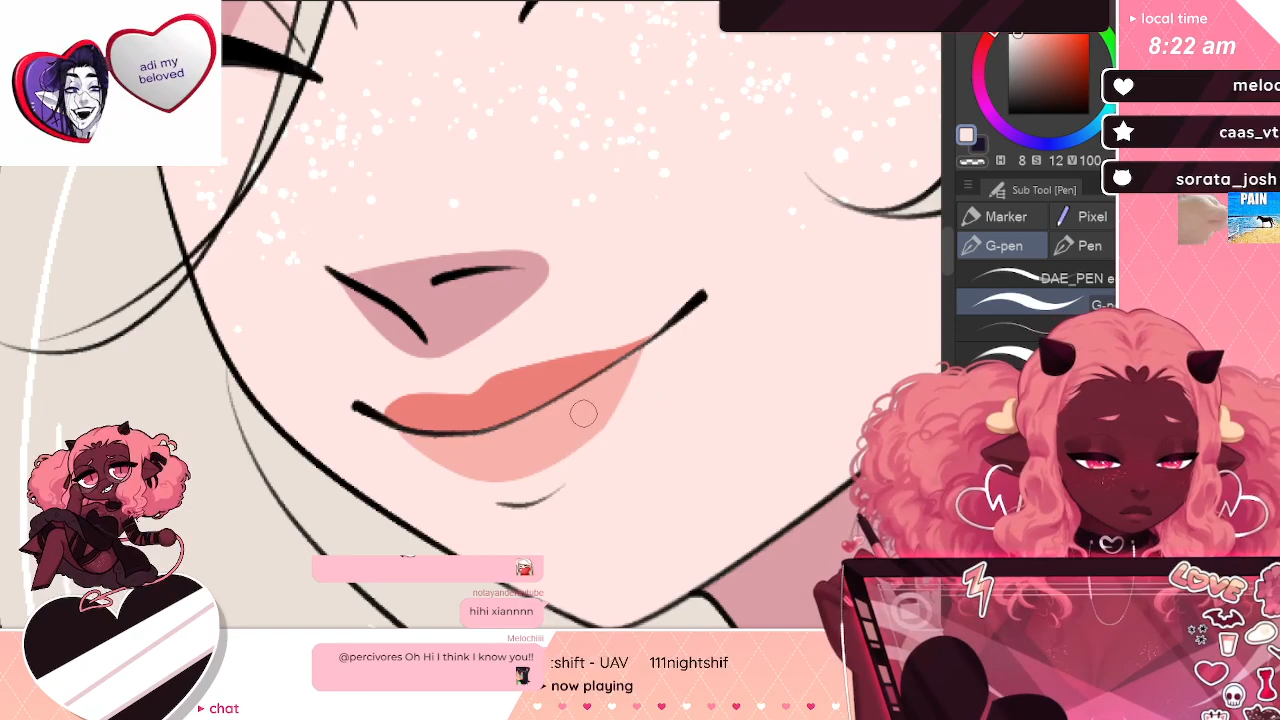 adi my
beloved
local time
8:22 am
meloc
caas_vt
sorata_josh
PAIN
H 8 S 12 V 100
Sub Tool [Pen]
Marker
Pixel
G-pen
Pen
DAE_PEN e
G-p
notayande
hihi xiannnn
Melochiiii
@percivores Oh Hi I think I know you!!
chat
:shift - UAV 111nightshif
now playing
LOVE